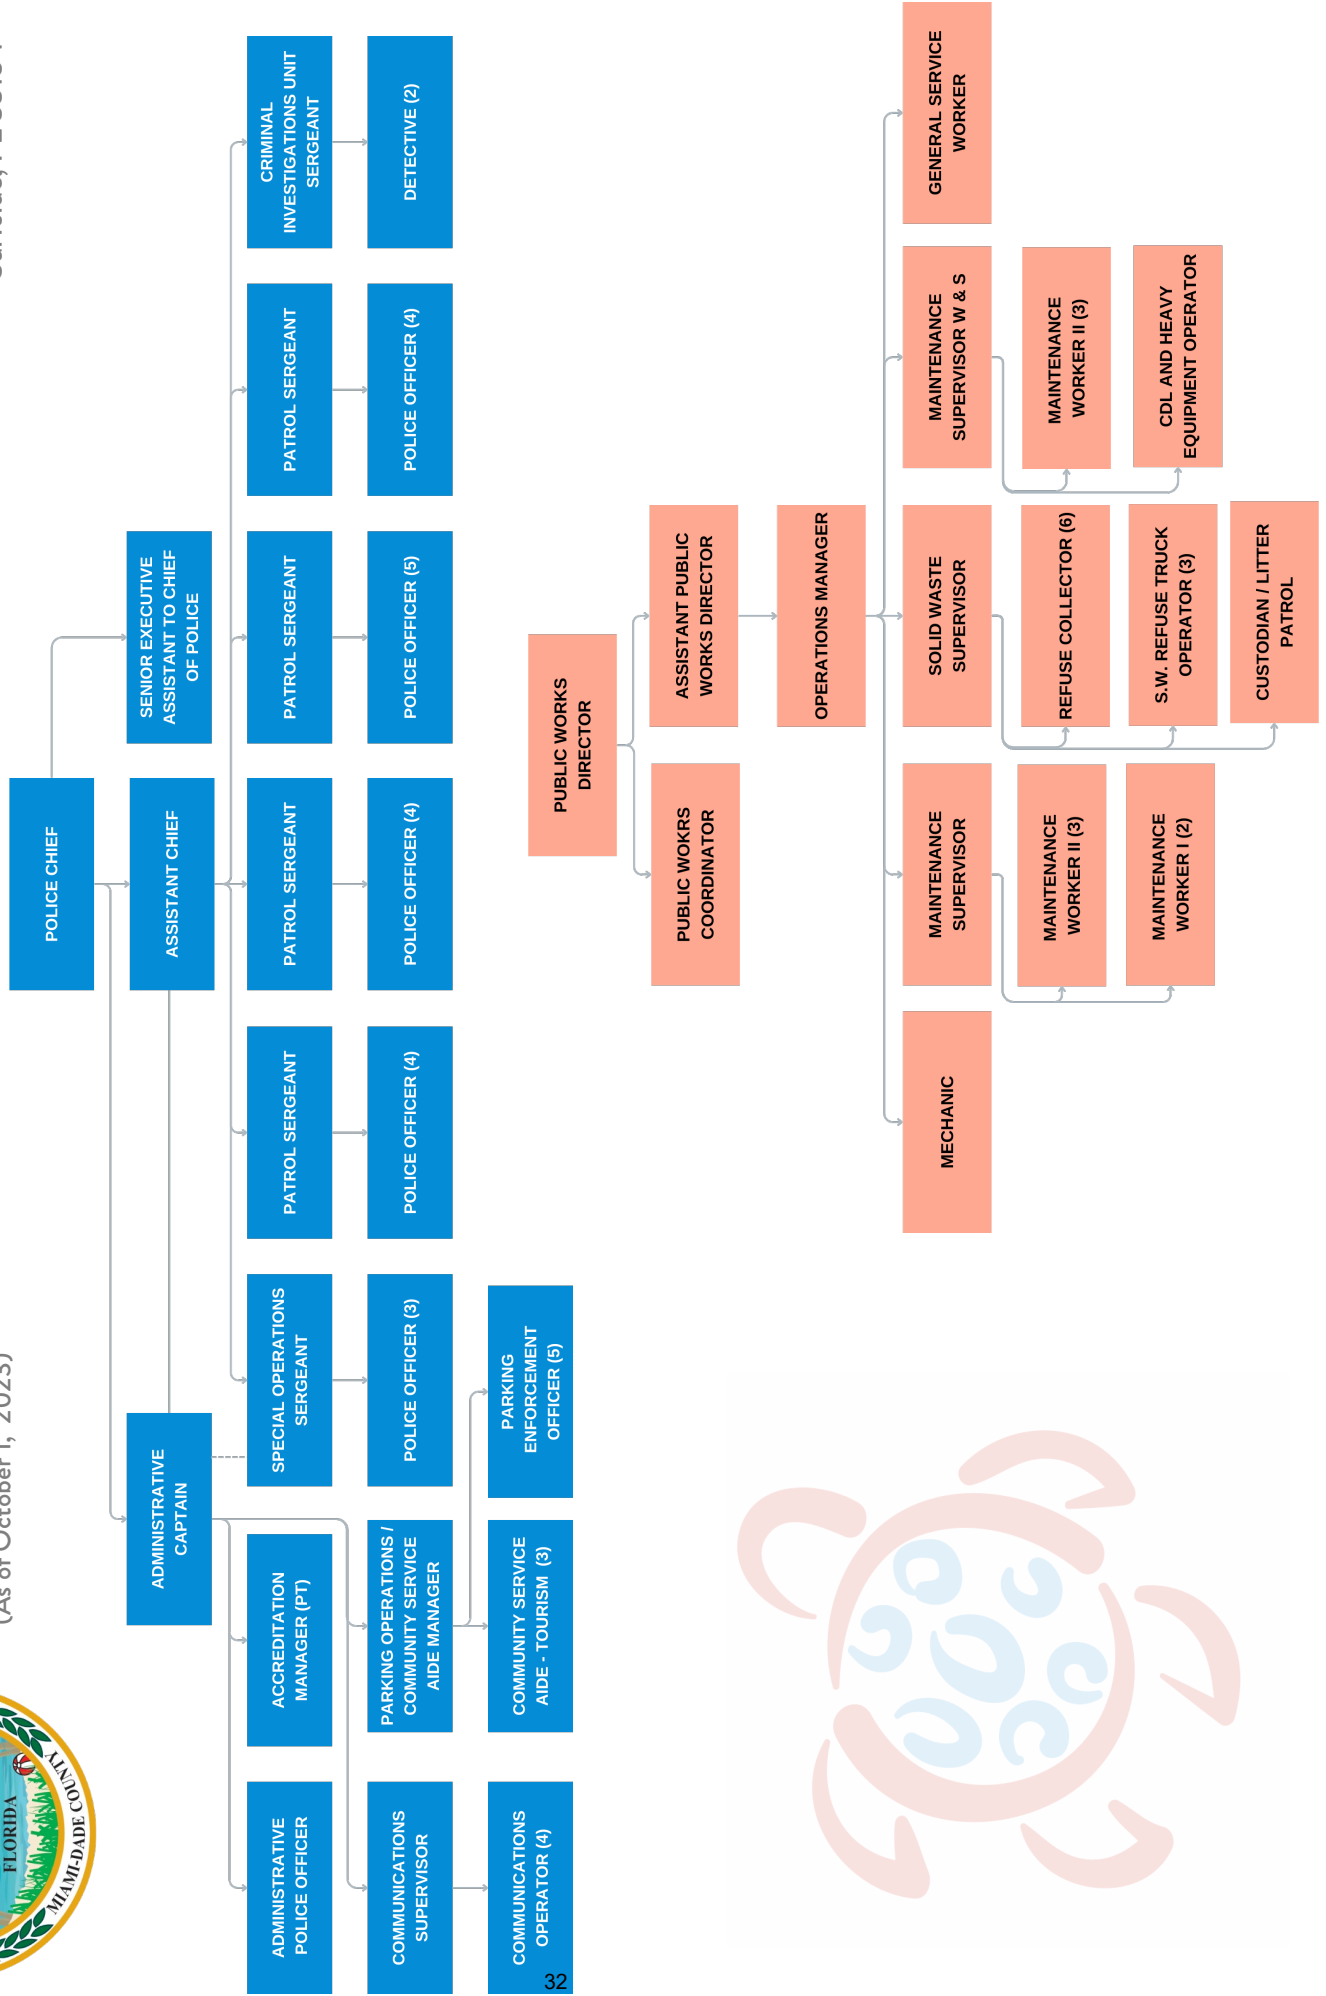 (As of October 1, 2023)
FLORIDA
MIAMI-DADE COUNTY
POLICE CHIEF
SENIOR EXECUTIVE
ASSISTANT TO CHIEF
OF POLICE
ASSISTANT CHIEF
ADMINISTRATIVE
CAPTAIN
ADMINISTRATIVE
POLICE OFFICER
ACCREDITATION
MANAGER (PT)
SPECIAL OPERATIONS
SERGEANT
PATROL SERGEANT
PATROL SERGEANT
PATROL SERGEANT
PATROL SERGEANT
CRIMINAL
INVESTIGATIONS UNIT
SERGEANT
COMMUNICATIONS
SUPERVISOR
PARKING OPERATIONS /
COMMUNITY SERVICE
AIDE MANAGER
POLICE OFFICER (3)
POLICE OFFICER (4)
POLICE OFFICER (4)
POLICE OFFICER (5)
POLICE OFFICER (4)
DETECTIVE (2)
COMMUNICATIONS
OPERATOR (4)
COMMUNITY SERVICE
AIDE - TOURISM (3)
PARKING
ENFORCEMENT
OFFICER (5)
PUBLIC WORKS
DIRECTOR
PUBLIC WOKRS
COORDINATOR
ASSISTANT PUBLIC
WORKS DIRECTOR
OPERATIONS MANAGER
MECHANIC
MAINTENANCE
SUPERVISOR
SOLID WASTE
SUPERVISOR
MAINTENANCE
SUPERVISOR W & S
GENERAL SERVICE
WORKER
MAINTENANCE
WORKER II (3)
REFUSE COLLECTOR (6)
MAINTENANCE
WORKER II (3)
MAINTENANCE
WORKER I (2)
S.W. REFUSE TRUCK
OPERATOR (3)
CDL AND HEAVY
EQUIPMENT OPERATOR
CUSTODIAN / LITTER
PATROL
32